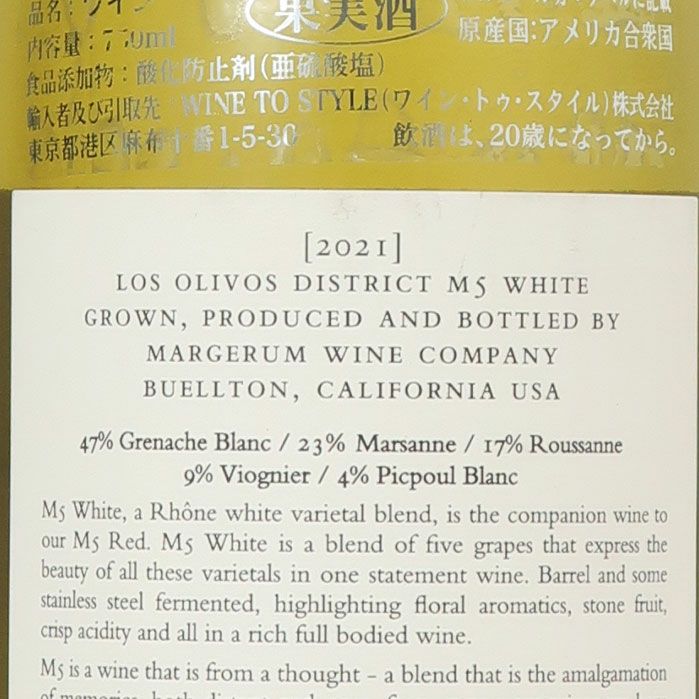 品名：ワイン
果実酒
に記載
内容量：750ml
原産国:アメリカ合衆国
食品添加物：酸化防止剤(亜硫酸塩)
輸入者及び引取先 WINE TO STYLE(ワイン・トゥ・スタイル)株式会社
東京都港区麻布十番1-5-30 飲酒は、20歳になってから。
[2021]
LOS OLIVOS DISTRICT M5 WHITE
GROWN, PRODUCED AND BOTTLED BY
MARGERUM WINE COMPANY
BUELLTON, CALIFORNIA USA
47% Grenache Blanc / 23% Marsanne / 17% Roussanne
9% Viognier / 4% Picpoul Blanc
M5 White, a Rhône white varietal blend, is the companion wine to
our M5 Red. M5 White is a blend of five grapes that express the
beauty of all these varietals in one statement wine. Barrel and some
stainless steel fermented, highlighting floral aromatics, stone fruit,
crisp acidity and all in a rich full bodied wine.
M5 is a wine that is from a thought – a blend that is the amalgamation